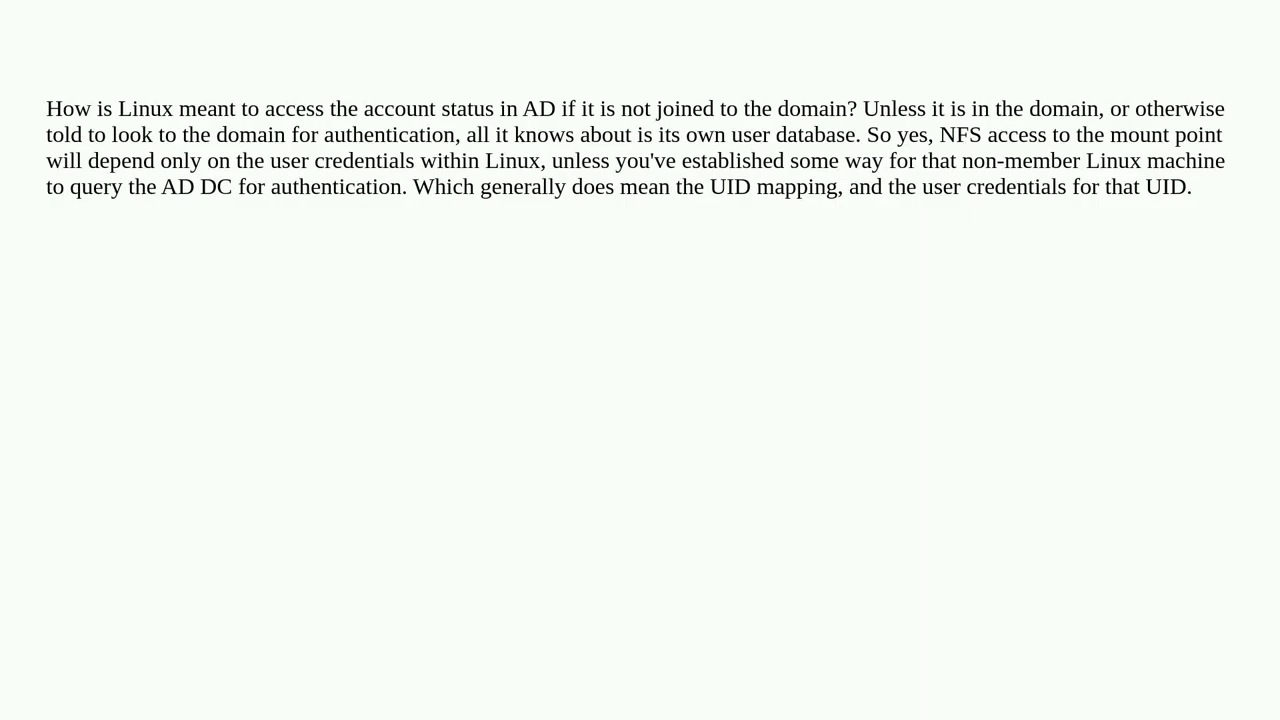 How is Linux meant to access the account status in AD if it is not joined to the domain? Unless it is in the domain, or otherwise
told to look to the domain for authentication, all it knows about is its own user database. So yes, NFS access to the mount point
will depend only on the user credentials within Linux, unless you've established some way for that non-member Linux machine
to query the AD DC for authentication. Which generally does mean the UID mapping, and the user credentials for that UID.